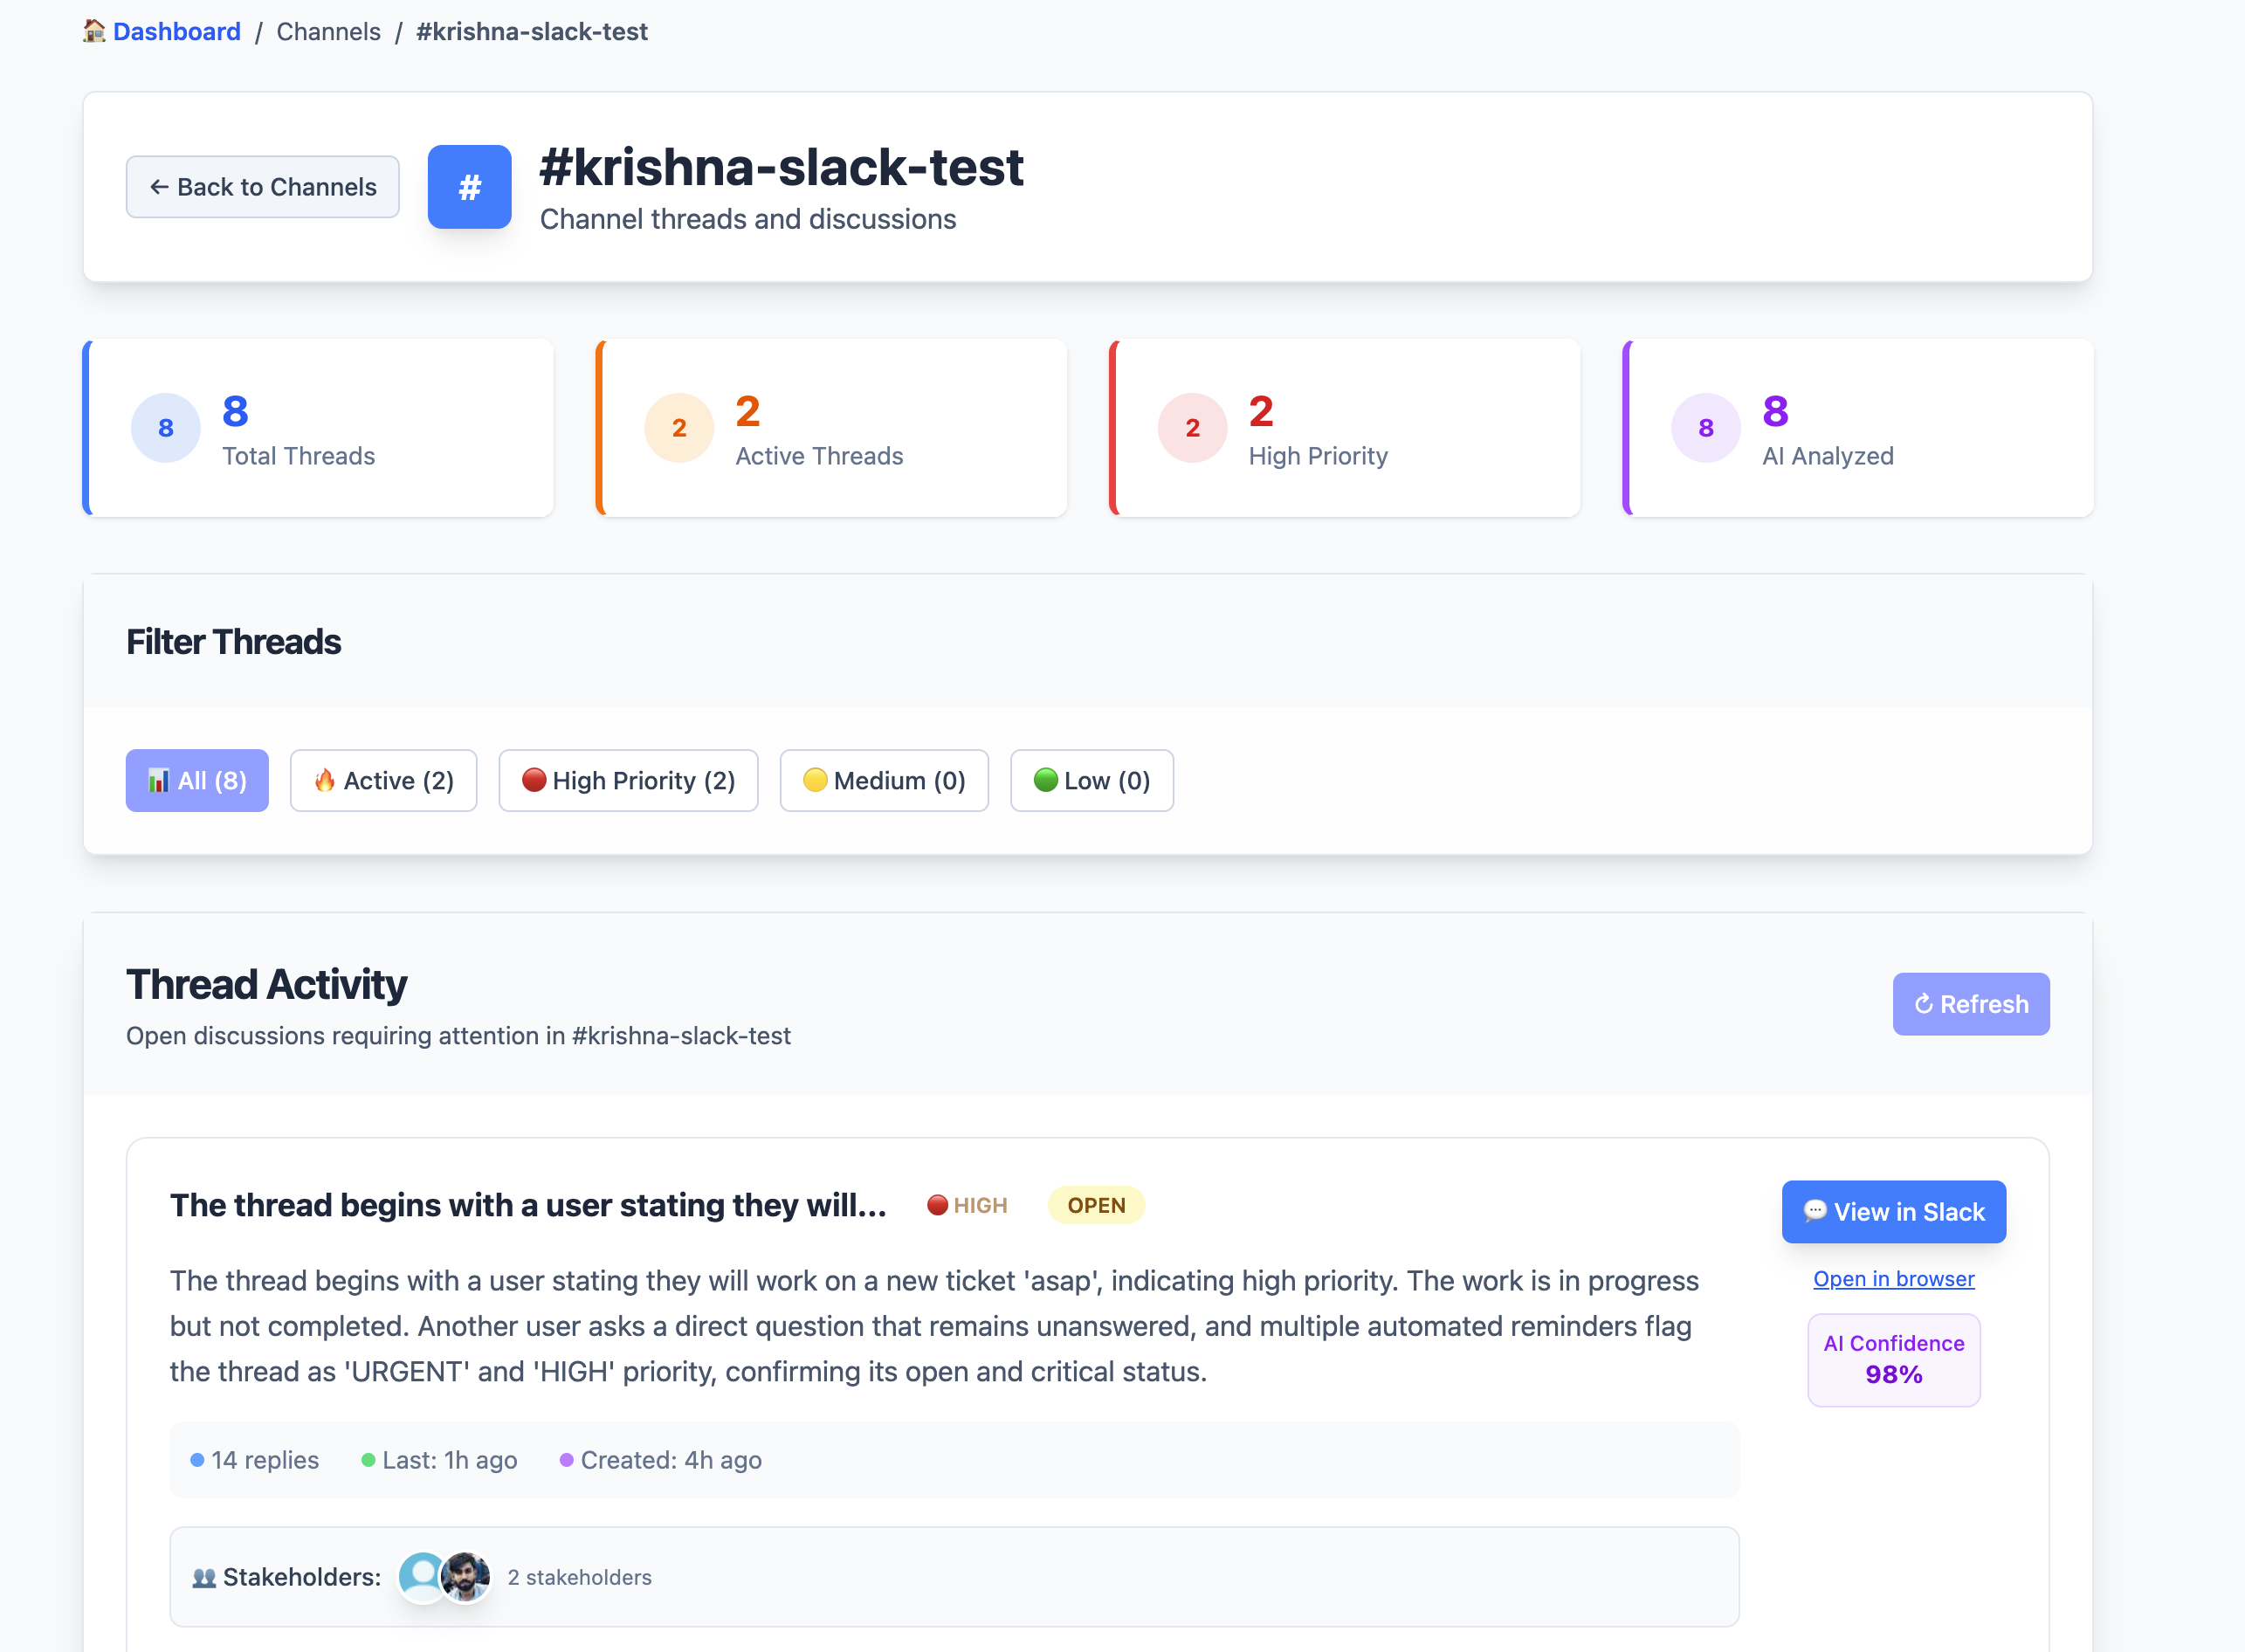 🏠 Dashboard / Channels / #krishna-slack-test
← Back to Channels
#
#krishna-slack-test
Channel threads and discussions
8
8
Total Threads
2
2
Active Threads
2
2
High Priority
8
8
AI Analyzed
Filter Threads
📊 All (8)
🔥 Active (2)
🔴 High Priority (2)
🟡 Medium (0)
🟢 Low (0)
Thread Activity
Open discussions requiring attention in #krishna-slack-test
↻ Refresh
The thread begins with a user stating they will...
🔴 HIGH
OPEN
💬 View in Slack
Open in browser
AI Confidence
98%
The thread begins with a user stating they will work on a new ticket 'asap', indicating high priority. The work is in progress
but not completed. Another user asks a direct question that remains unanswered, and multiple automated reminders flag
the thread as 'URGENT' and 'HIGH' priority, confirming its open and critical status.
14 replies
Last: 1h ago
Created: 4h ago
👥 Stakeholders:
2 stakeholders